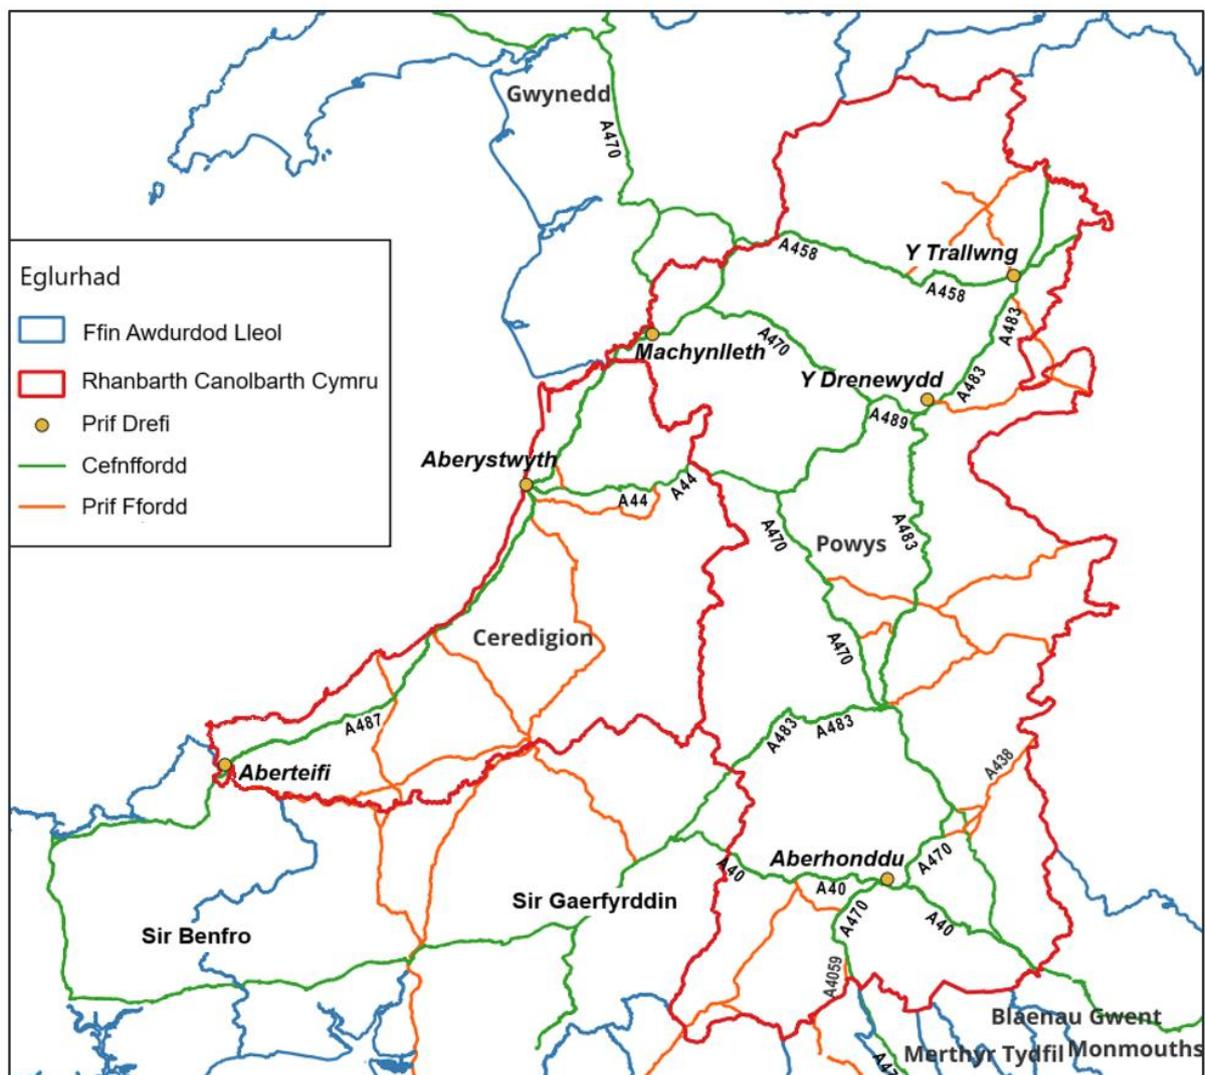 Gwynedd
A470
Y Trallwng
A458
A458
A483
Eglurhad
Ffin Awdurdod Lleol
Rhanbarth Canolbarth Cymru
Prif Drefi
Cefnffordd
Prif Ffordd
Machynlleth
A470
Y Drenewydd
A483
A489
Aberystwyth
A44
A44
A470
A483
Powys
Ceredigion
A470
A487
A483
A483
Aberteifi
A438
Aberhonddu
A470
A40
A40
Sir Gaerfyrddin
A470
A40
Sir Benfro
A4059
Blaenau Gwent
Merthyr Tydfil
Monmouths